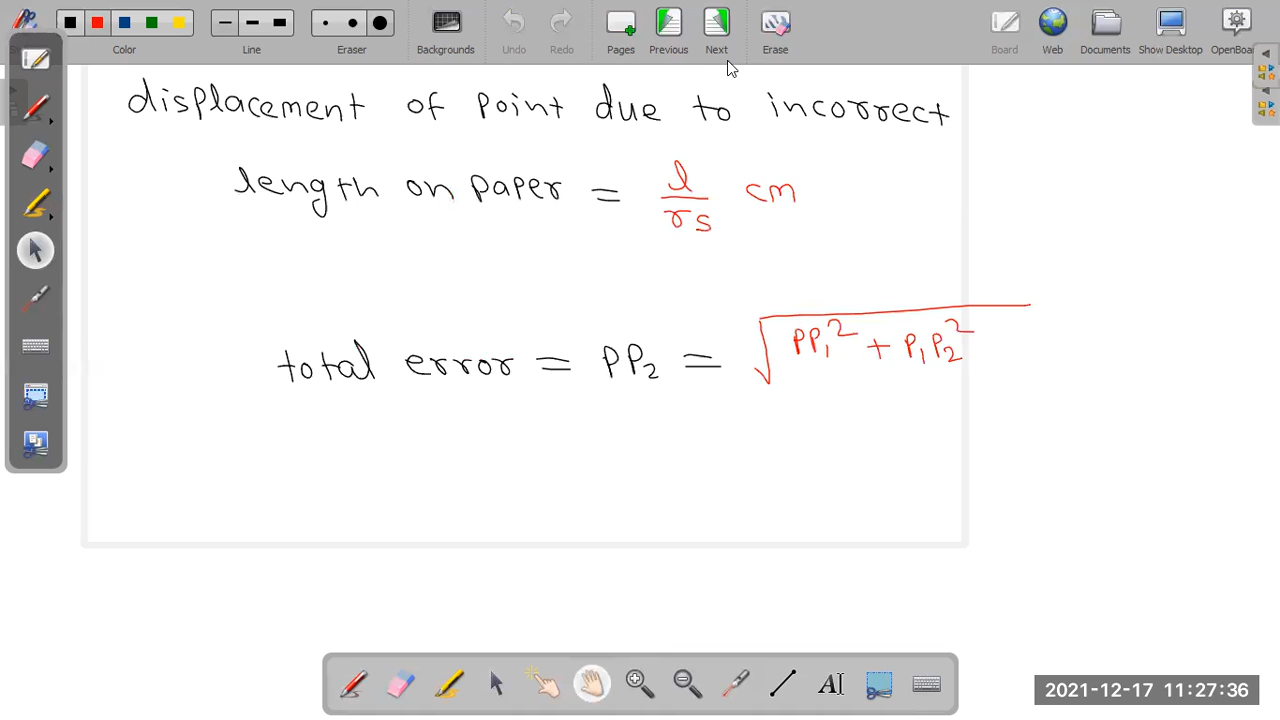 Color
Line
Eraser
Backgrounds
Undo
Redo
Pages
Previous
Next
Erase
Board
Web
Documents
Show Desktop
OpenBoa
displacement of point due to incorrect
length on paper = l/rs cm
total error = PP₂ = √(PP₁² + P₁P₂²)
2021-12-17 11:27:36